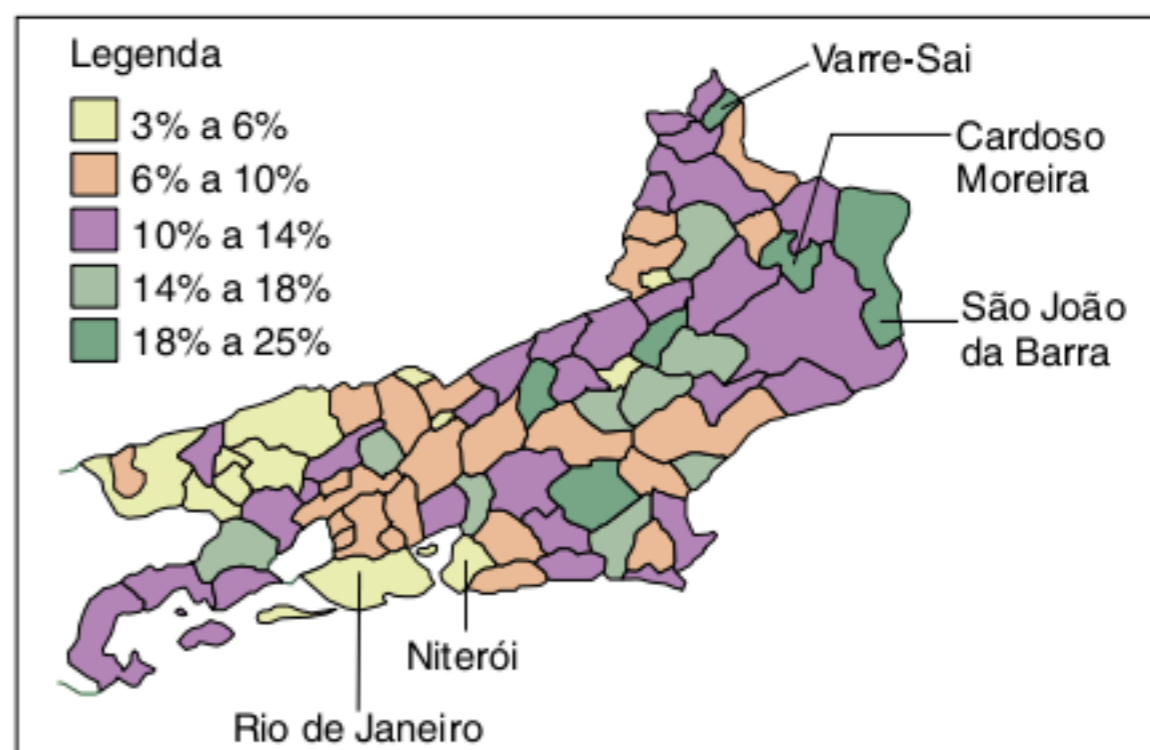 Legenda
3% a 6%
6% a 10%
10% a 14%
14% a 18%
18% a 25%
Varre-Sai
Cardoso
Moreira
São João
da Barra
Niterói
Rio de Janeiro